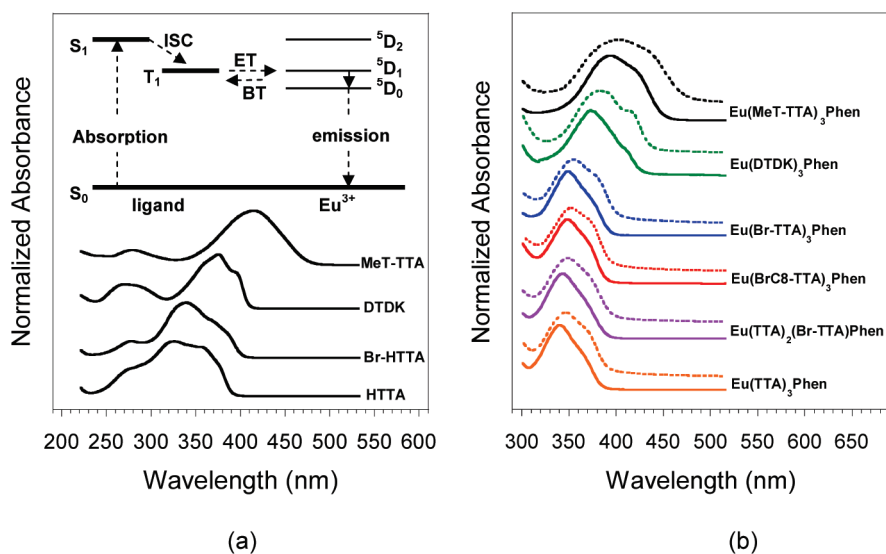 Normalized Absorbance
S₁
ISC
T₁
ET
BT
⁵D₂
⁵D₁
⁵D₀
Absorption
emission
S₀
ligand
Eu³⁺
MeT-TTA
DTDK
Br-HTTA
HTTA
200 250 300 350 400 450 500 550 600
Wavelength (nm)
(a)
Normalized Absorbance
Eu(MeT-TTA)₃Phen
Eu(DTDK)₃Phen
Eu(Br-TTA)₃Phen
Eu(BrC8-TTA)₃Phen
Eu(TTA)₂(Br-TTA)Phen
Eu(TTA)₃Phen
300 350 400 450 500 550 600 650
Wavelength (nm)
(b)